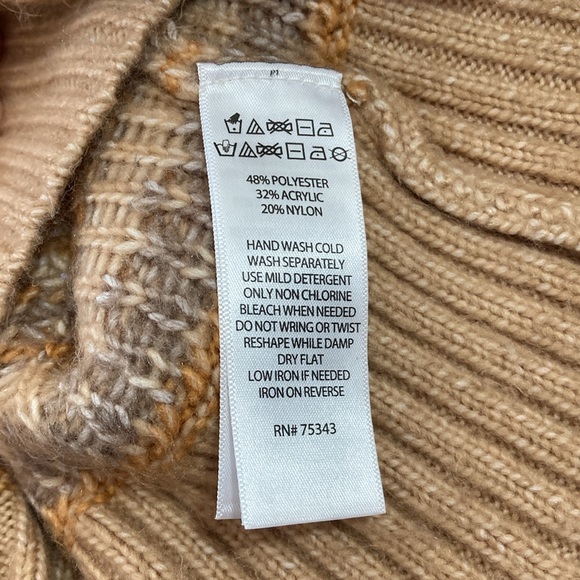 48% POLYESTER
32% ACRYLIC
20% NYLON
HAND WASH COLD
WASH SEPARATELY
USE MILD DETERGENT
ONLY NON CHLORINE
BLEACH WHEN NEEDED
DO NOT WRING OR TWIST
RESHAPE WHILE DAMP
DRY FLAT
LOW IRON IF NEEDED
IRON ON REVERSE
RN# 75343